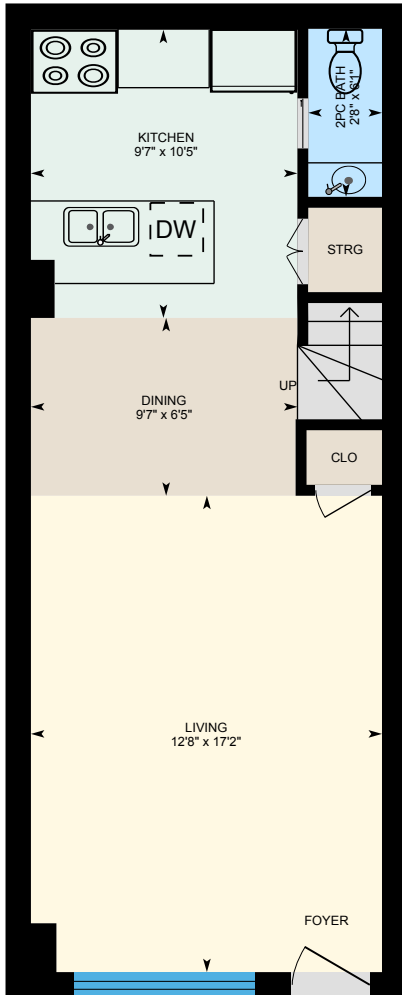 KITCHEN
9'7" x 10'5"
2PC BATH
2'8" x 6'1"
DW
STRG
UP
DINING
9'7" x 6'5"
CLO
LIVING
12'8" x 17'2"
FOYER